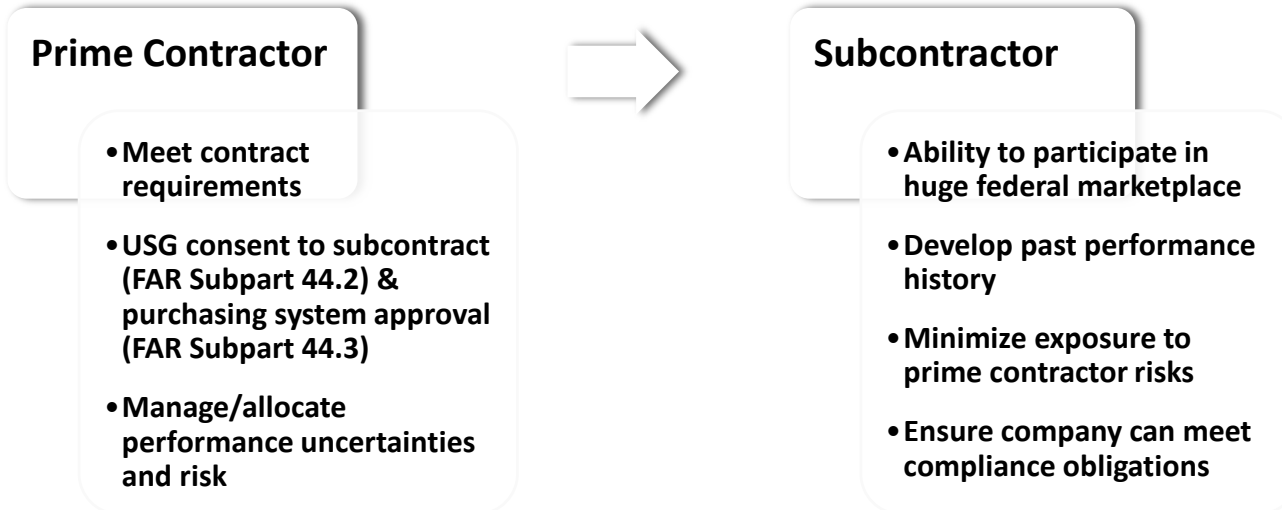 Prime Contractor
•Meet contract
requirements
•USG consent to subcontract
(FAR Subpart 44.2) &
purchasing system approval
(FAR Subpart 44.3)
•Manage/allocate
performance uncertainties
and risk
Subcontractor
•Ability to participate in
huge federal marketplace
•Develop past performance
history
•Minimize exposure to
prime contractor risks
•Ensure company can meet
compliance obligations